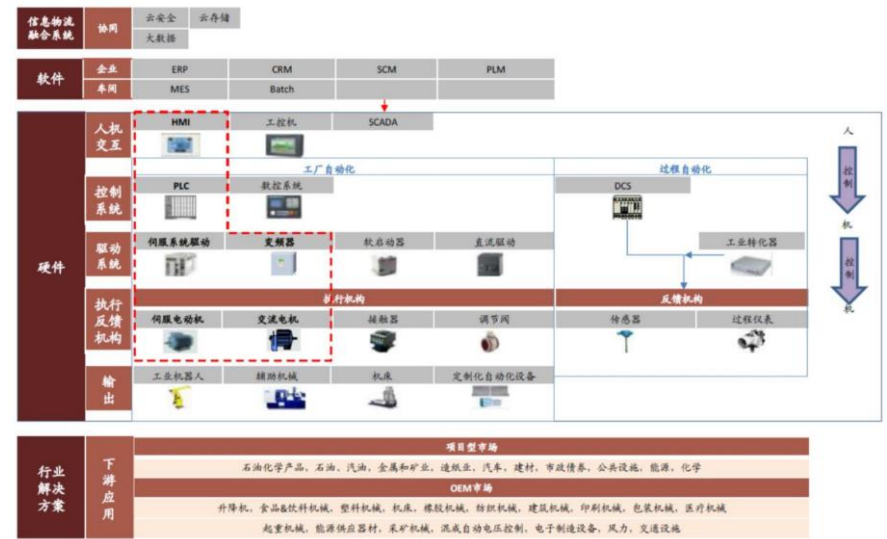 信息物流
融合系统
协同
云安全 云存储
大数据
软件
企业 ERP CRM SCM PLM
车间 MES Batch
硬件
人机
交互
HMI 工控机 SCADA
人
工厂自动化 过程自动化
控制
控制
系统
PLC 数控系统 DCS
机
驱动
系统
伺服系统驱动 变频器 软启动器 直流驱动 工业转化器
控制
执行机构 反馈机构
机
执行
反馈
机构
伺服电动机 交流电机 接触器 调节阀 传感器 过程仪表
输出
工业机器人 辅助机械 机床 定制化自动化设备
行业
解决
方案
下游应用
项目型市场
石油化学产品, 石油、汽油, 金属和矿业, 造纸业, 汽车, 建材, 市政债券, 公共设施, 能源, 化学
OEM市场
升降机, 食品&饮料机械, 塑料机械, 机床, 橡胶机械, 纺织机械, 建筑机械, 印刷机械, 包装机械, 医疗机械
起重机械, 能源供应器材, 采矿机械, 混成自动电压控制, 电子制造设备, 风力, 交通设施